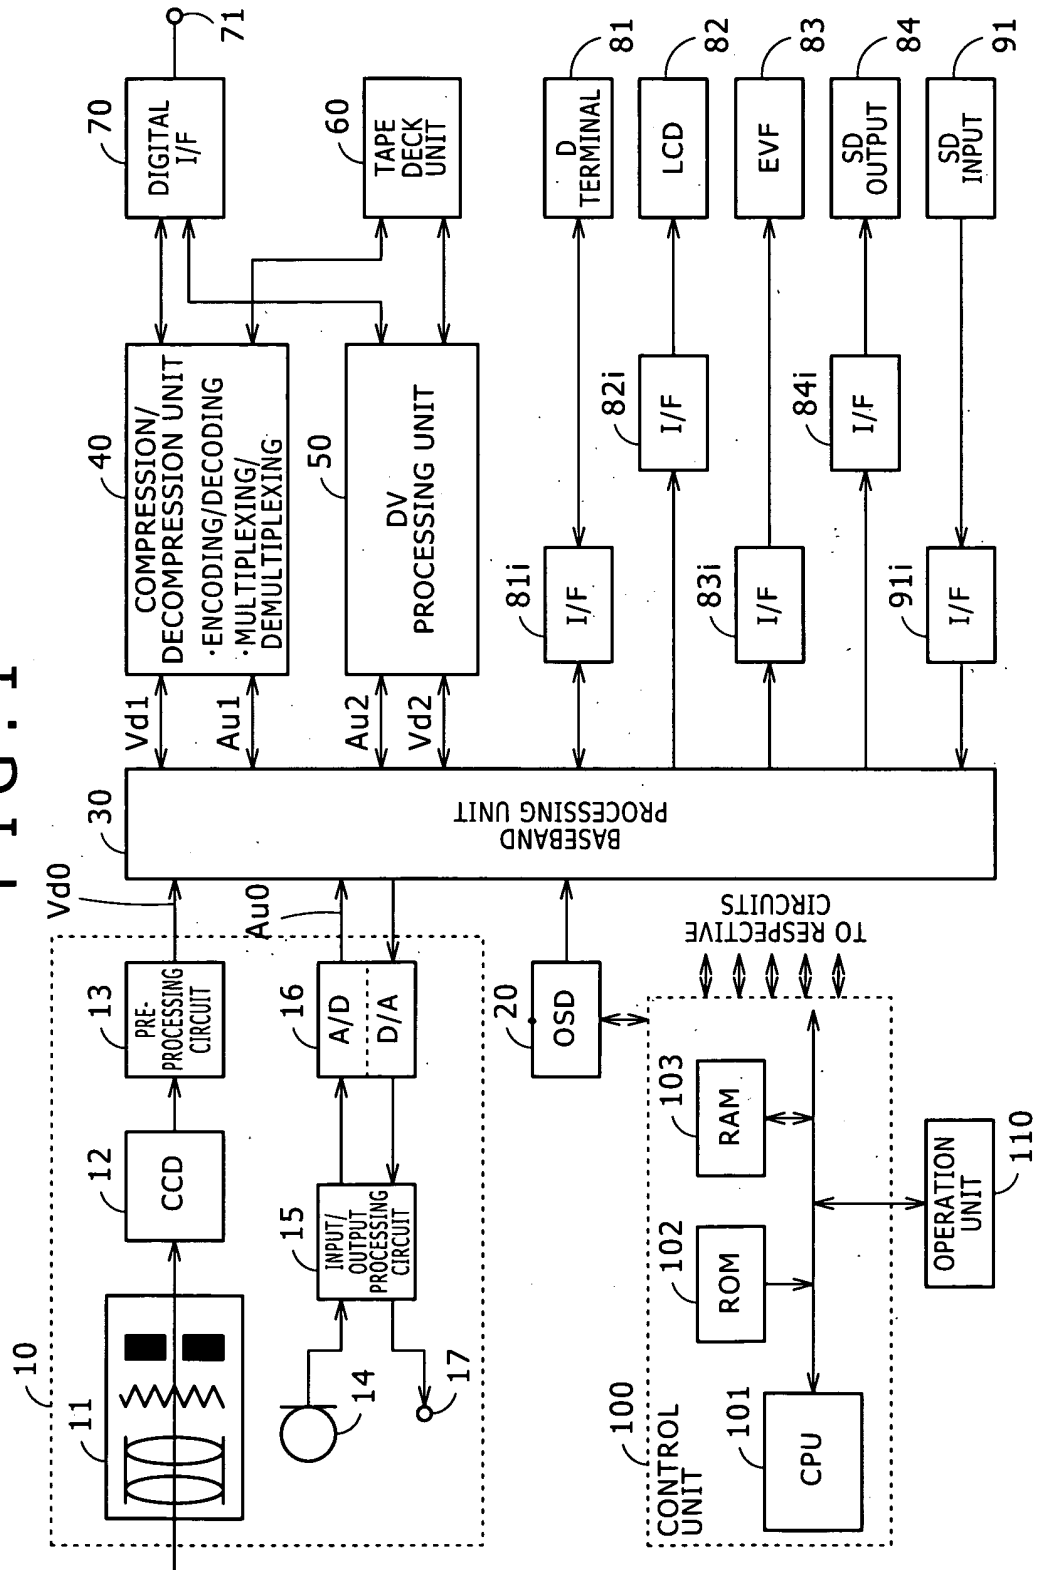 FIG. 1
10
11
12
CCD
13
PRE-
PROCESSING
CIRCUIT
Vd0
14
15
INPUT/
OUTPUT
PROCESSING
CIRCUIT
16
A/D
D/A
17
Au0
20
OSD
30
BASEBAND
PROCESSING UNIT
Vd1
Au1
Au2
Vd2
40
COMPRESSION/
DECOMPRESSION UNIT
·ENCODING/DECODING
·MULTIPLEXING/
DEMULTIPLEXING
50
DV
PROCESSING UNIT
60
TAPE
DECK
UNIT
70
DIGITAL
I/F
71
81i
I/F
D
TERMINAL
81
82i
I/F
LCD
82
83i
I/F
EVF
83
84i
I/F
SD
OUTPUT
84
91i
I/F
SD
INPUT
91
100
CONTROL
UNIT
101
CPU
102
ROM
103
RAM
TO RESPECTIVE
CIRCUITS
OPERATION
UNIT
110